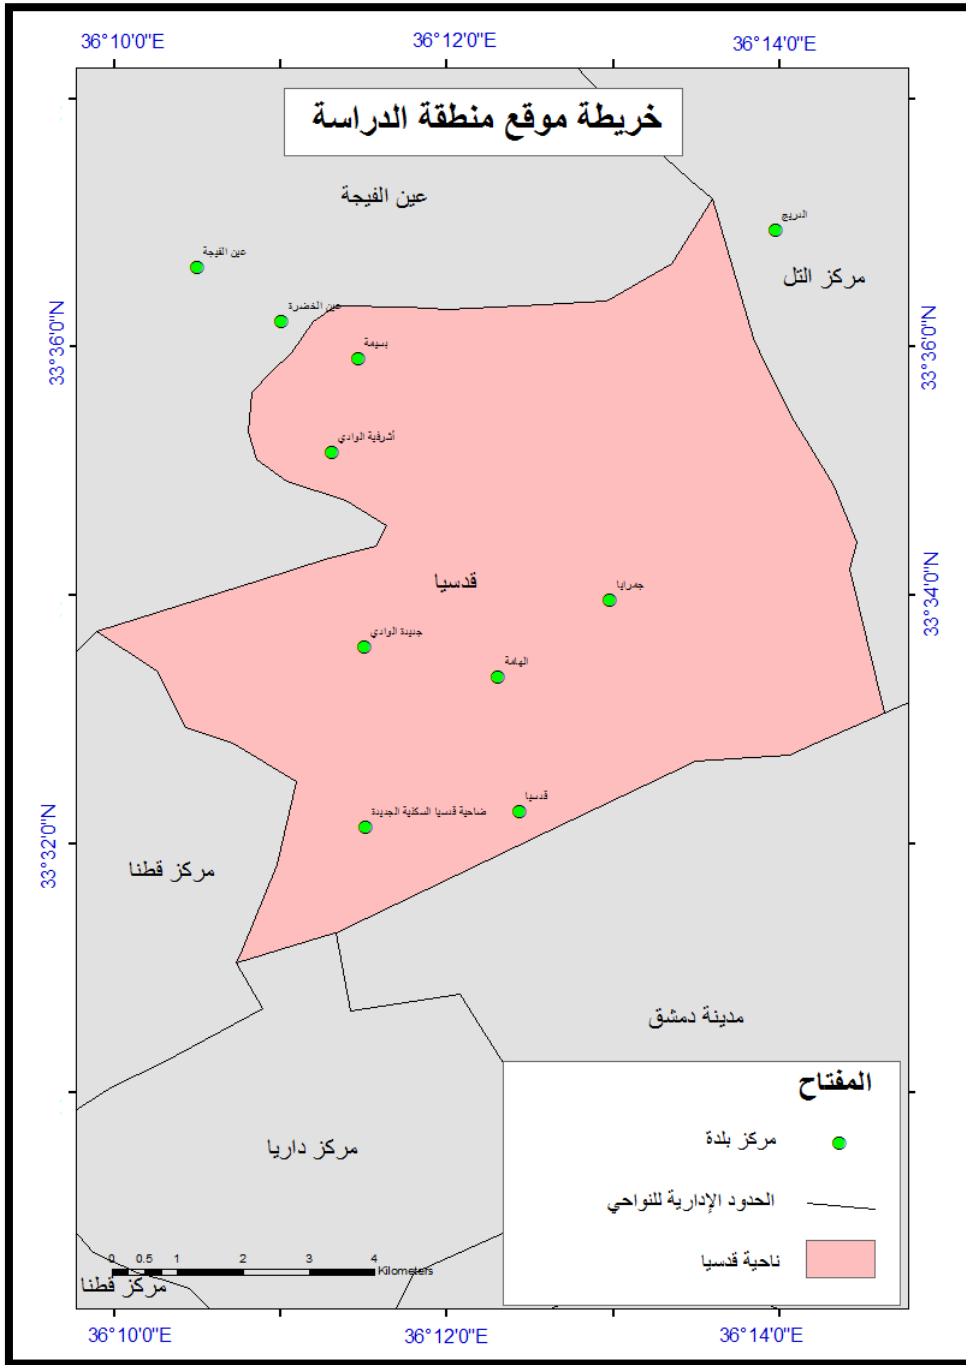 36°10'0"E
36°12'0"E
36°14'0"E
خريطة موقع منطقة الدراسة
عين الفيجة
الدريج
عين الفيجة
مركز التل
عين الخضرة
33°36'0"N
33°36'0"N
بسيمة
أشرفية الوادي
قدسيا
جمرايا
33°34'0"N
جديدة الوادي
الهامة
قدسيا
ضاحية قدسيا السكنية الجديدة
33°32'0"N
مركز قطنا
مدينة دمشق
مركز داريا
المفتاح
مركز بلدة
الحدود الإدارية للنواحي
ناحية قدسيا
0 0.5 1 2 3 4
Kilometers
مركز قطنا
36°10'0"E
36°12'0"E
36°14'0"E